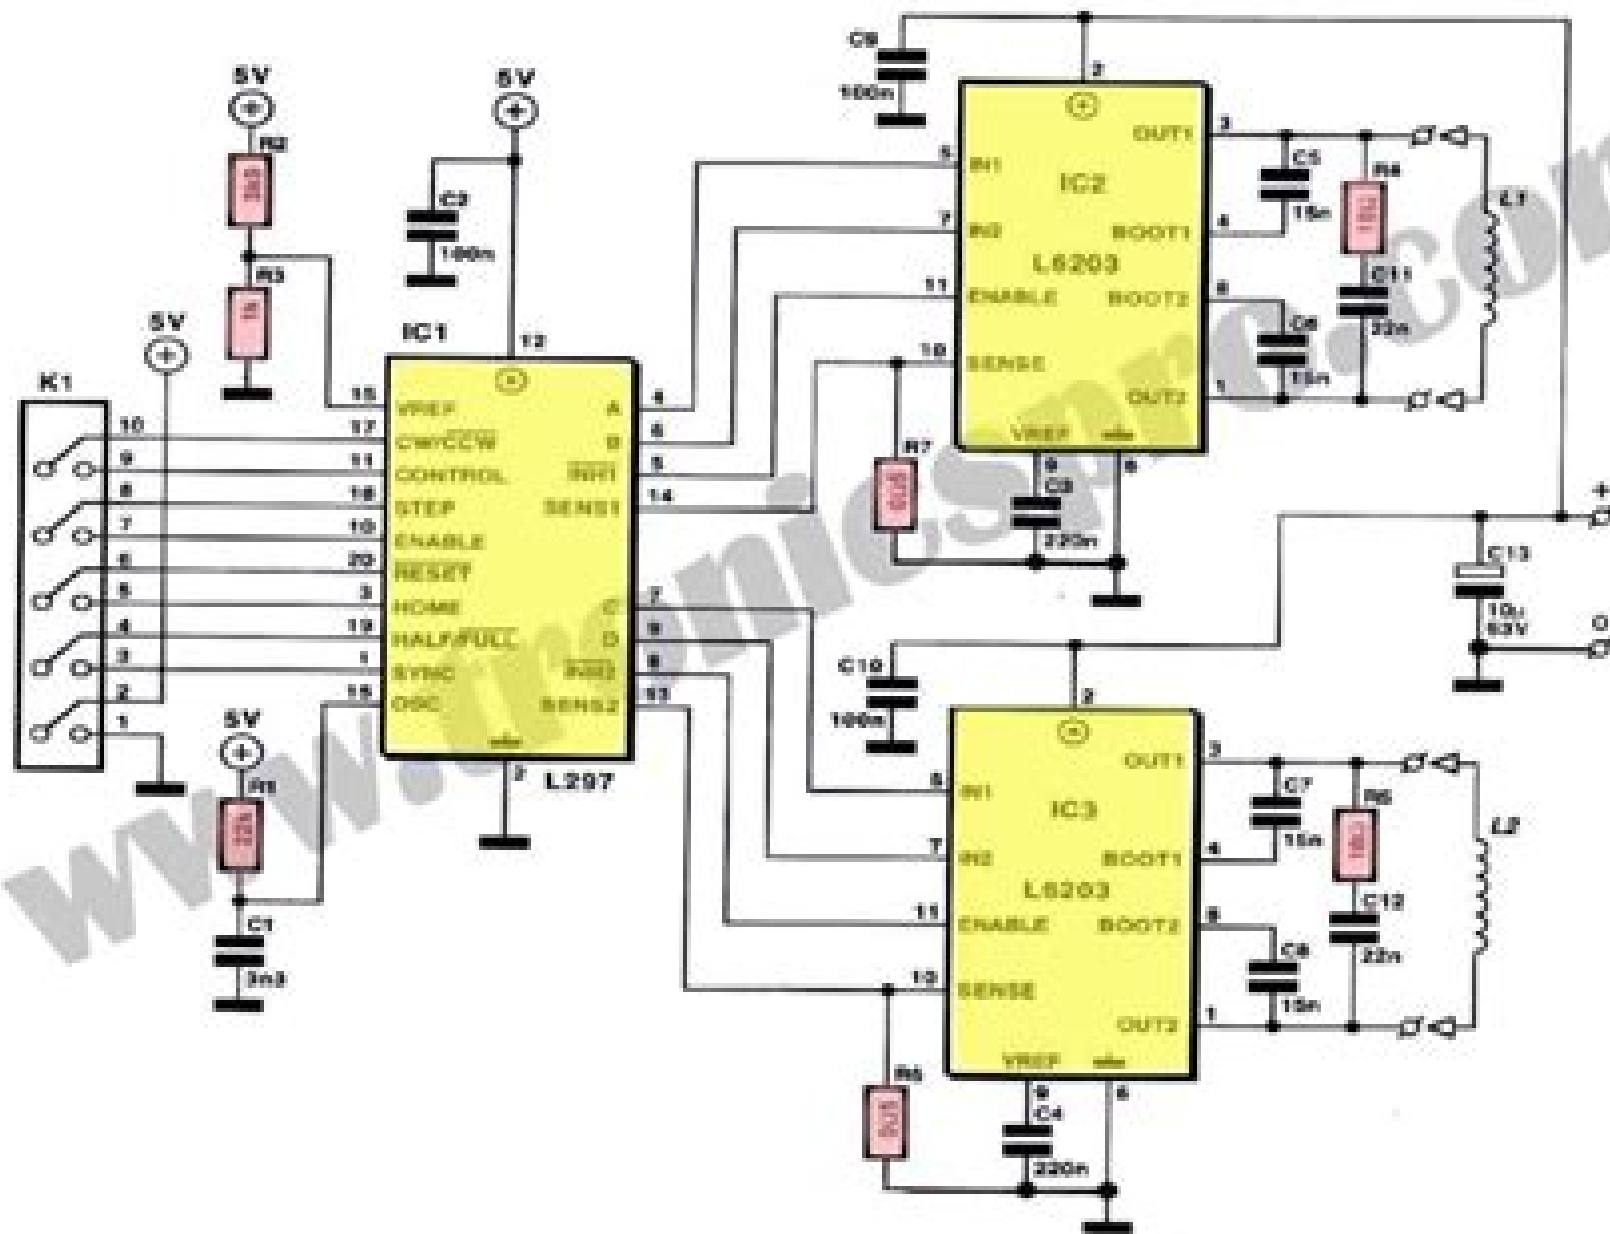 5V
R2
R3
1k
5V
C2
100n
5V
K1
10
9
8
7
6
5
4
3
2
1
IC1
12
15 VREF A 4
17 CW/CCW B 6
11 CONTROL INH1 5
18 STEP SENS1 14
10 ENABLE
20 RESET
3 HOME C 7
19 HALF/FULL D 9
1 SYNC INH2 8
OSC SENS2 13
2
L297
5V
R1
22k
C1
3n3
C9
100n
2
5 IN1 OUT1 3
IC2
7 IN2 BOOT1 4
L6203
11 ENABLE BOOT2 8
10 SENSE OUT2 1
VREF
9 6
R7
C3
220n
C5
15n
R4
C11
22n
C6
15n
L1
+
C13
10u
63V
0
C10
100n
2
OUT1 3
5 IN1
IC3
7 IN2 BOOT1 4
L6203
11 ENABLE BOOT2 8
10 SENSE
OUT2 1
VREF
9 6
R6
C4
220n
C7
15n
R5
C12
22n
C8
15n
L2